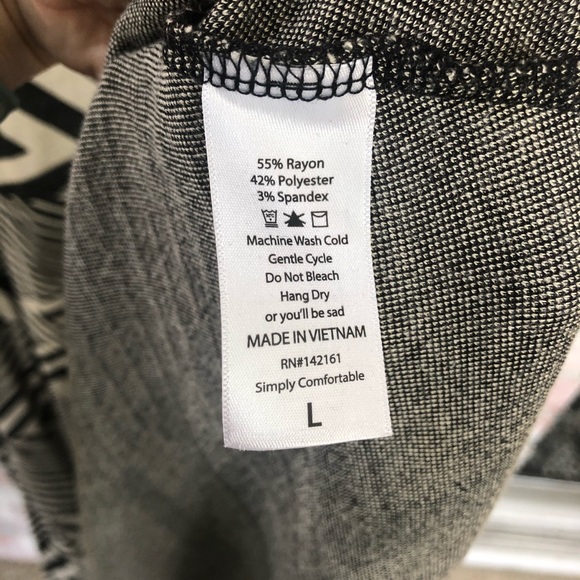 55% Rayon
42% Polyester
3% Spandex
Machine Wash Cold
Gentle Cycle
Do Not Bleach
Hang Dry
or you'll be sad
MADE IN VIETNAM
RN#142161
Simply Comfortable
L